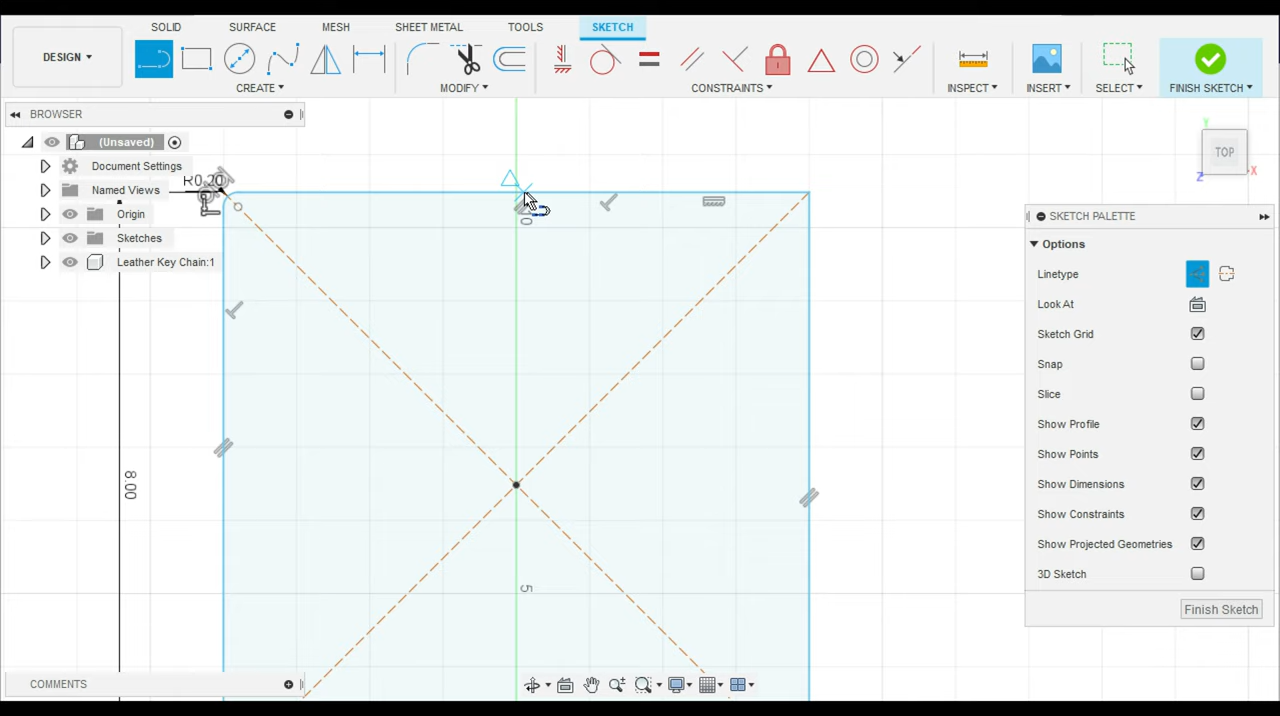 SOLID SURFACE MESH SHEET METAL TOOLS SKETCH
DESIGN
CREATE MODIFY CONSTRAINTS INSPECT INSERT SELECT FINISH SKETCH
BROWSER
(Unsaved)
Document Settings
Named Views
Origin
Sketches
Leather Key Chain:1
R0.20
10
8.00
5
TOP
Y
X
Z
SKETCH PALETTE
Options
Linetype
Look At
Sketch Grid
Snap
Slice
Show Profile
Show Points
Show Dimensions
Show Constraints
Show Projected Geometries
3D Sketch
Finish Sketch
COMMENTS